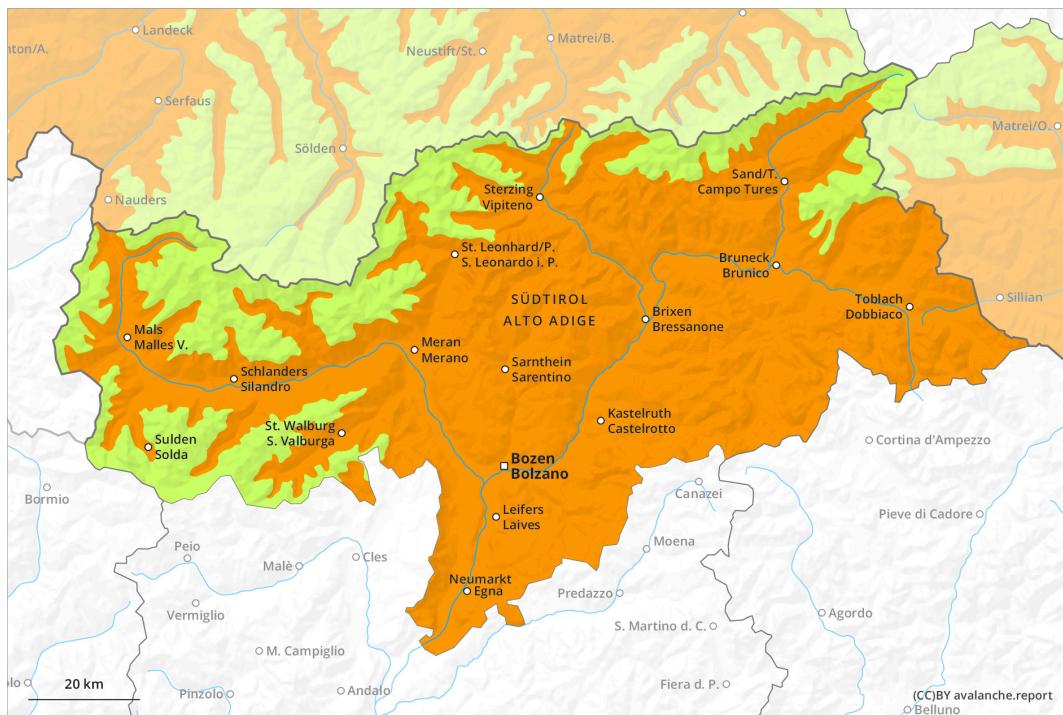 Landeck
Matrei/B.
nton/A.
Neustift/St.
Serfaus
Matrei/O.
Sölden
Sand/T.
Campo Tures
Sterzing
Vipiteno
Nauders
St. Leonhard/P.
S. Leonardo i. P.
Bruneck
Brunico
SÜDTIROL
ALTO ADIGE
Sillian
Toblach
Dobbiaco
Brixen
Bressanone
Mals
Malles V.
Meran
Merano
Sarnthein
Sarentino
Schlanders
Silandro
Kastelruth
Castelrotto
St. Walburg
S. Valburga
Sulden
Solda
Cortina d'Ampezzo
Bozen
Bolzano
Bormio
Canazei
Leifers
Laives
Pieve di Cadore
Moena
Peio
Cles
Malè
Neumarkt
Egna
Predazzo
Vermiglio
Agordo
S. Martino d. C.
M. Campiglio
20 km
olo
Pinzolo
Andalo
Fiera d. P.
(CC)BY avalanche.report
Belluno